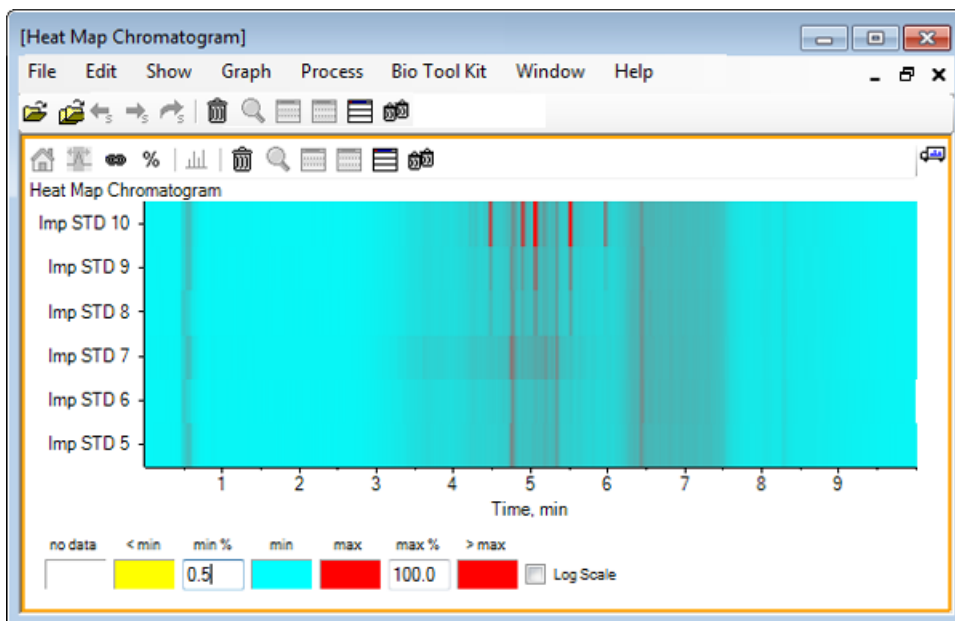 [Heat Map Chromatogram]
File Edit Show Graph Process Bio Tool Kit Window Help
S S S
%
Heat Map Chromatogram
Imp STD 10
Imp STD 9
Imp STD 8
Imp STD 7
Imp STD 6
Imp STD 5
1 2 3 4 5 6 7 8 9
Time, min
no data < min min % min max max % > max
0.5 100.0 Log Scale